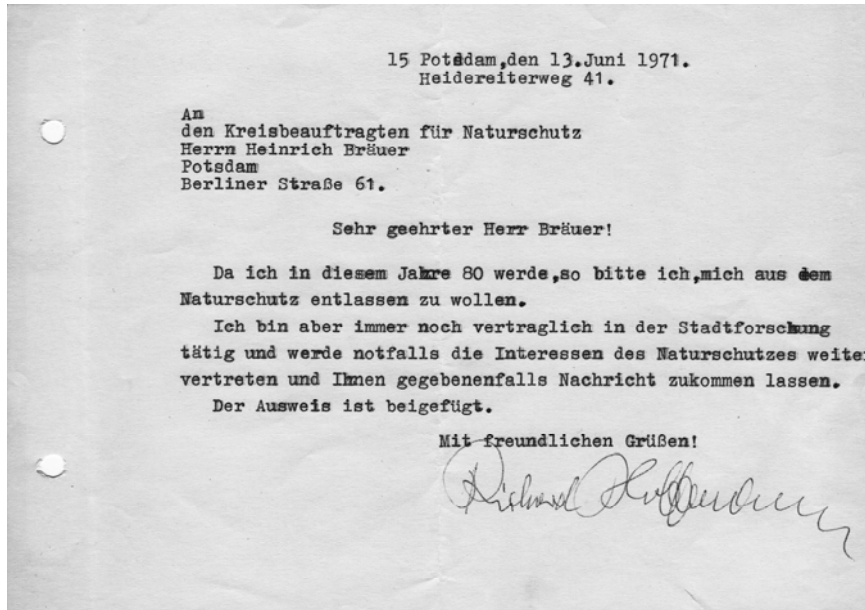 15 Potsdam,den 13.Juni 1971.
Heidereiterweg 41.
An
den Kreisbeauftragten für Naturschutz
Herrn Heinrich Bräuer
Potsdam
Berliner Straße 61.
Sehr geehrter Herr Bräuer!
Da ich in diesem Jahre 80 werde,so bitte ich,mich aus dem
Naturschutz entlassen zu wollen.
Ich bin aber immer noch vertraglich in der Stadtforschung
tätig und werde notfalls die Interessen des Naturschutzes weiter
vertreten und Ihnen gegebenenfalls Nachricht zukommen lassen.
Der Ausweis ist beigefügt.
Mit freundlichen Grüßen!
Richard Hoffmann